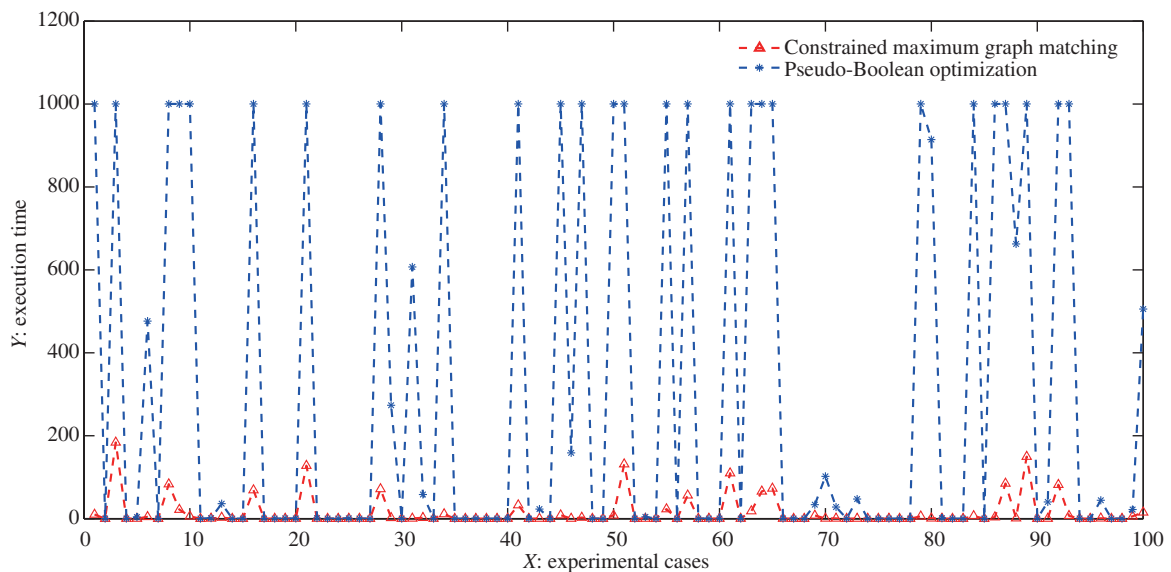 1200
1000
800
600
400
200
0
Y: execution time
Constrained maximum graph matching
Pseudo-Boolean optimization
0 10 20 30 40 50 60 70 80 90 100
X: experimental cases